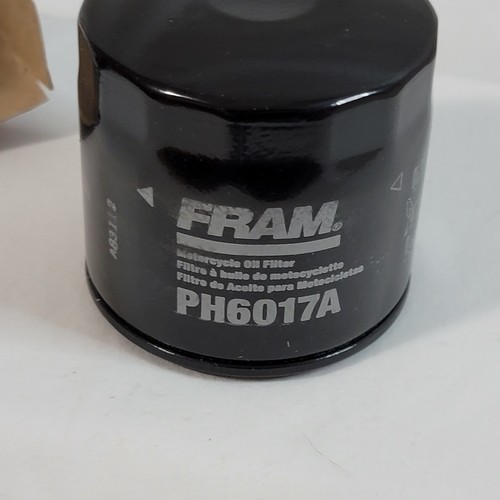 FRAM®
Motorcycle Oil Filter
Filtre à huile de motocyclette
Filtro de Aceite para Motocicletas
PH6017A